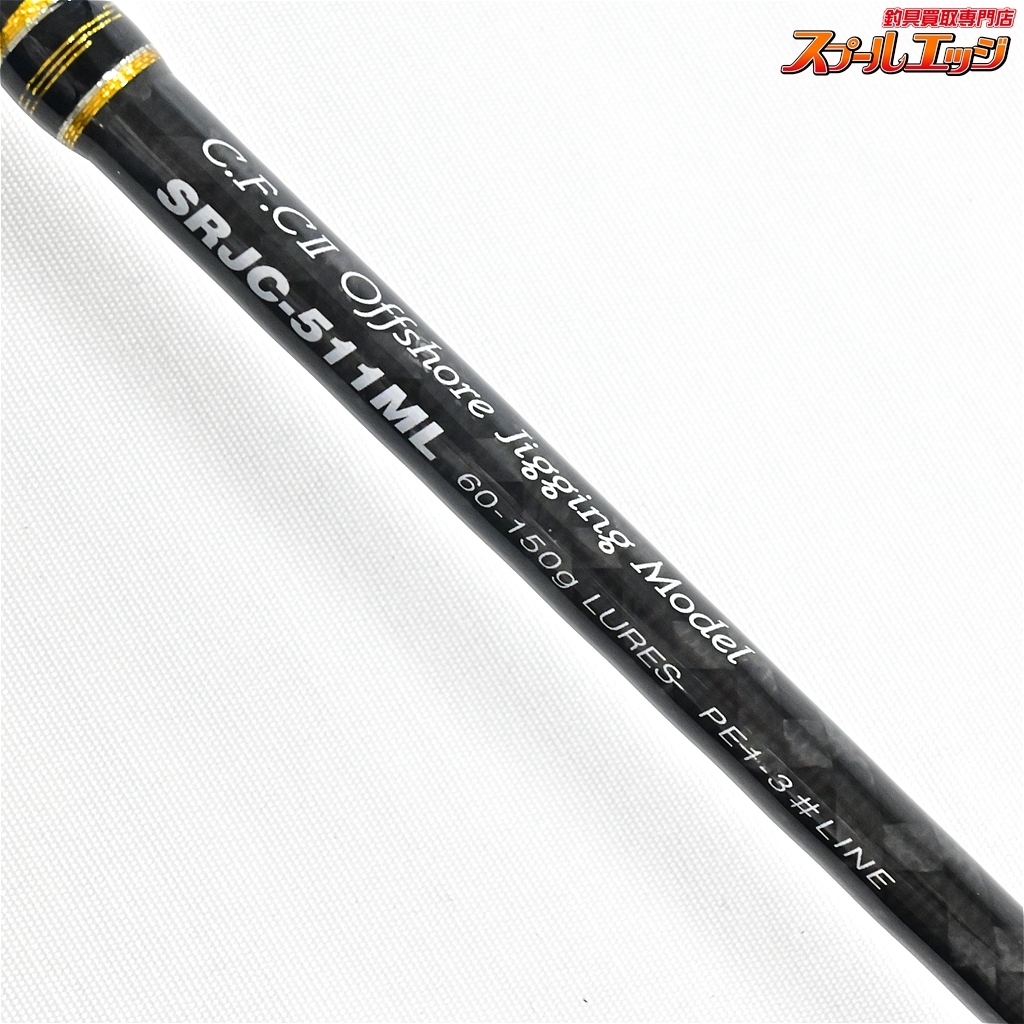 釣具買取専門店
スプールエッジ
C.F.CⅡ Offshore Jigging Model
SRJC-511ML 60-150g LURES PE1-3#LINE